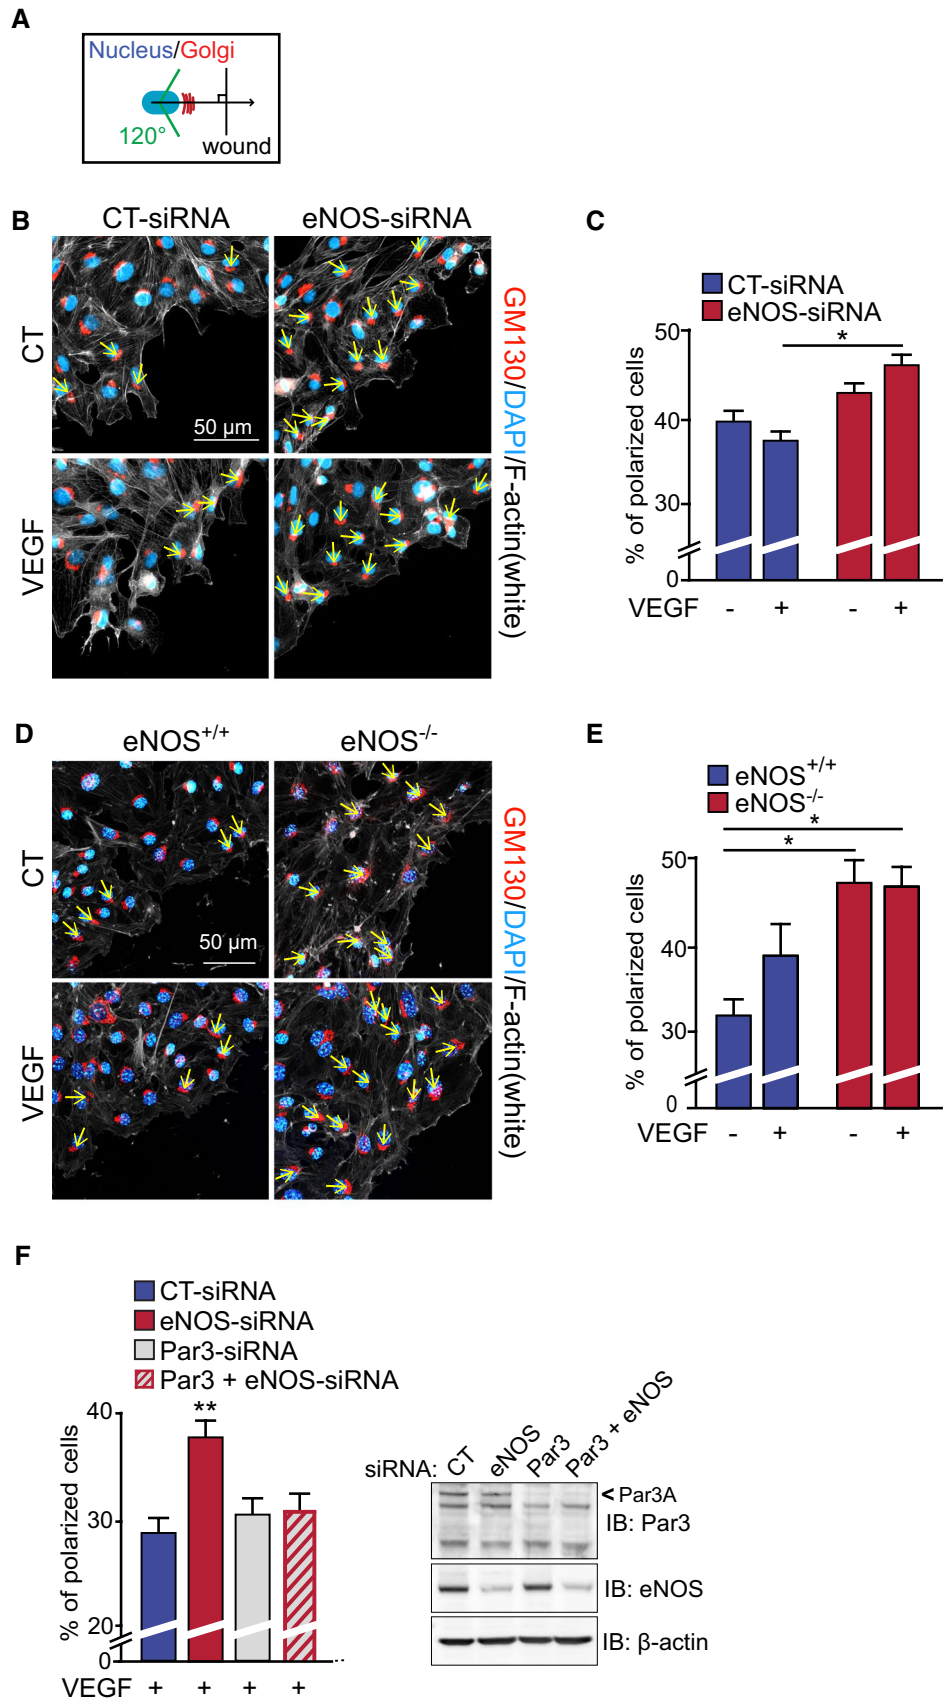 A
Nucleus/Golgi
120°
wound
B
CT-siRNA
eNOS-siRNA
CT
VEGF
50 µm
GM130/DAPI/F-actin(white)
C
CT-siRNA
eNOS-siRNA
*
% of polarized cells
50
40
30
0
VEGF - + - +
D
eNOS+/+
eNOS-/-
CT
VEGF
50 µm
GM130/DAPI/F-actin(white)
E
eNOS+/+
eNOS-/-
*
*
% of polarized cells
50
40
30
0
VEGF - + - +
F
CT-siRNA
eNOS-siRNA
Par3-siRNA
Par3 + eNOS-siRNA
**
% of polarized cells
40
30
20
0
VEGF + + + +
siRNA: CT eNOS Par3 Par3 + eNOS
< Par3A
IB: Par3
IB: eNOS
IB: β-actin